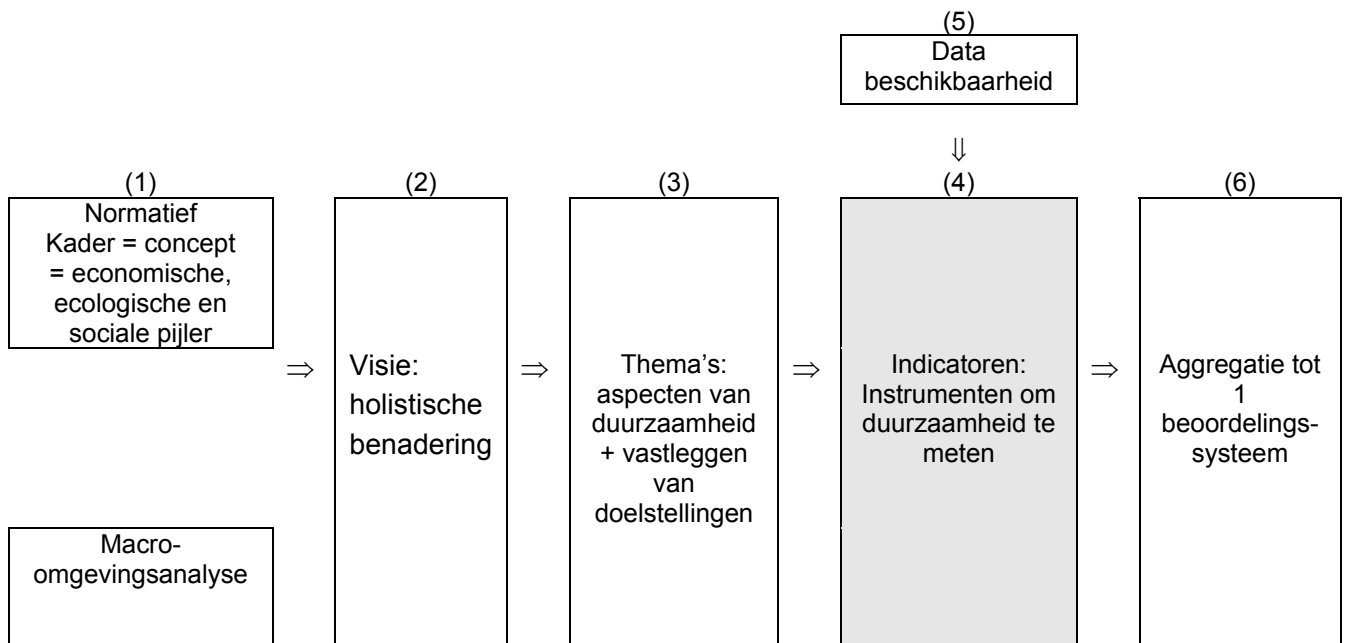 (5)
Data
beschikbaarheid
⇓
(1)
Normatief
Kader = concept
= economische,
ecologische en
sociale pijler
Macro-
omgevingsanalyse
⇒
(2)
Visie:
holistische
benadering
⇒
(3)
Thema's:
aspecten van
duurzaamheid
+ vastleggen
van
doelstellingen
⇒
(4)
Indicatoren:
Instrumenten om
duurzaamheid te
meten
⇒
(6)
Aggregatie tot
1
beoordelings-
systeem